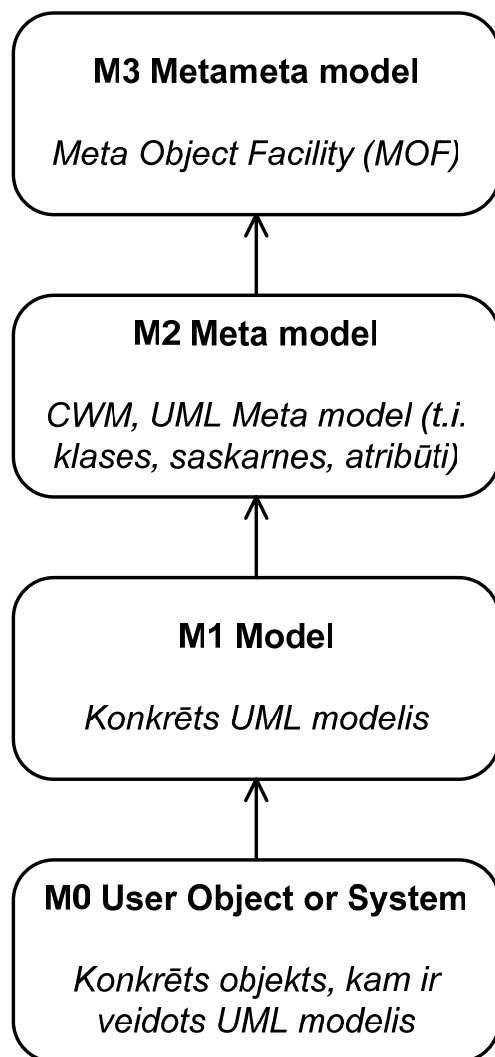 M3 Metameta model
Meta Object Facility (MOF)
M2 Meta model
CWM, UML Meta model (t.i.
klases, saskarnes, atribūti)
M1 Model
Konkrēts UML modelis
M0 User Object or System
Konkrēts objekts, kam ir
veidots UML modelis